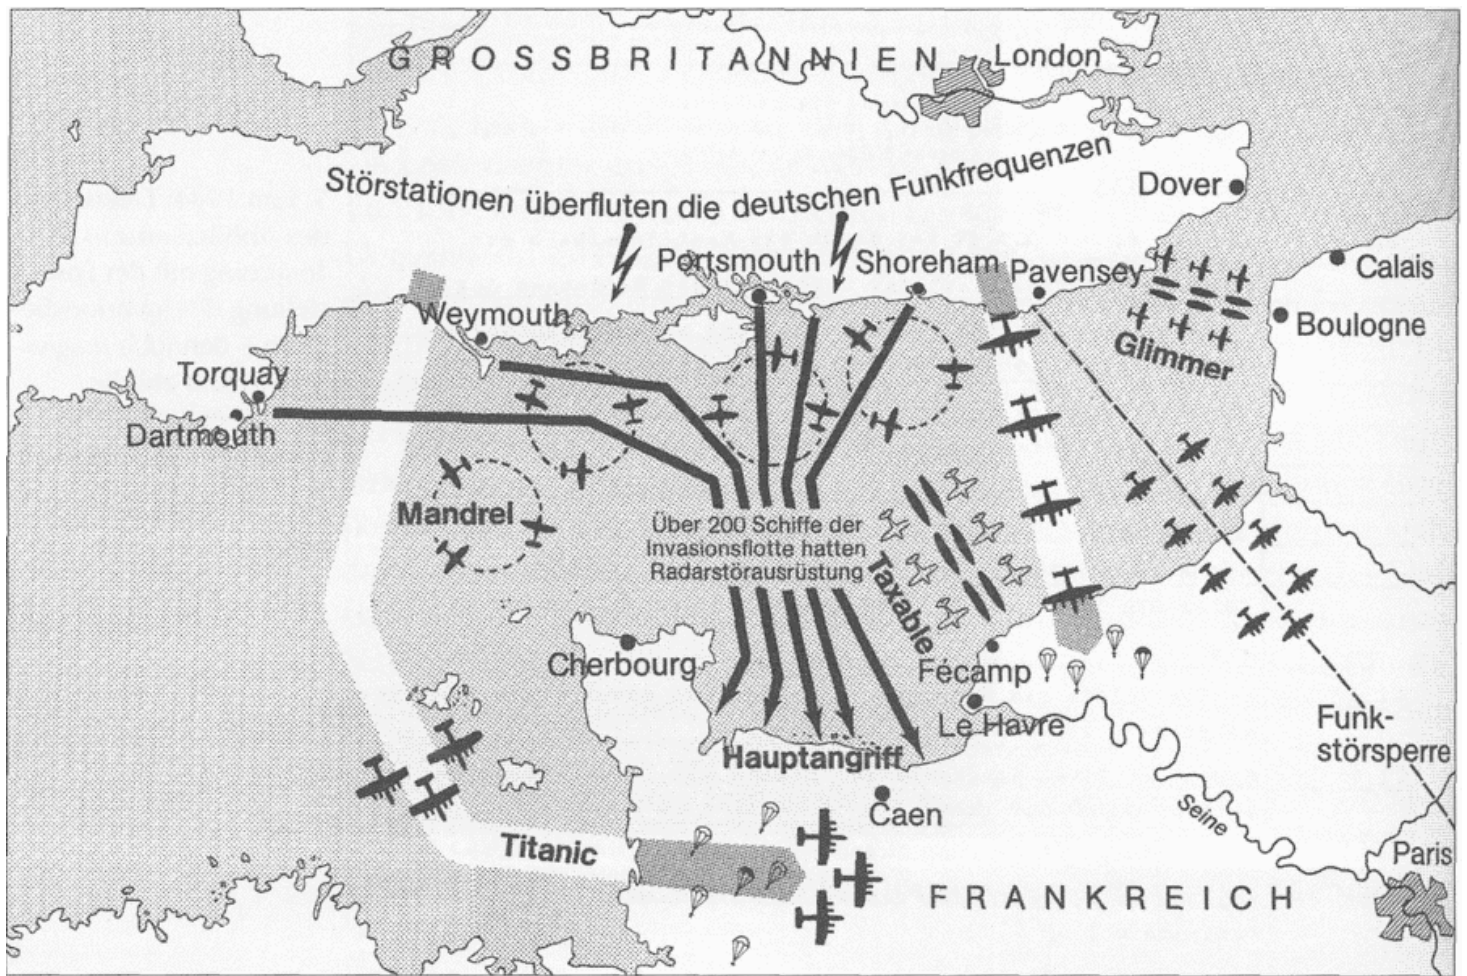 GROSSBRITANNIEN
London
Störstationen überfluten die deutschen Funkfrequenzen
Dover
Portsmouth
Shoreham
Pavensey
Calais
Weymouth
Boulogne
Glimmer
Torquay
Dartmouth
Mandrel
Über 200 Schiffe der
Invasionsflotte hatten
Radarstörausrüstung
Taxable
Cherbourg
Fécamp
Le Havre
Funk-
störsperre
Hauptangriff
Caen
Seine
Titanic
Paris
FRANKREICH